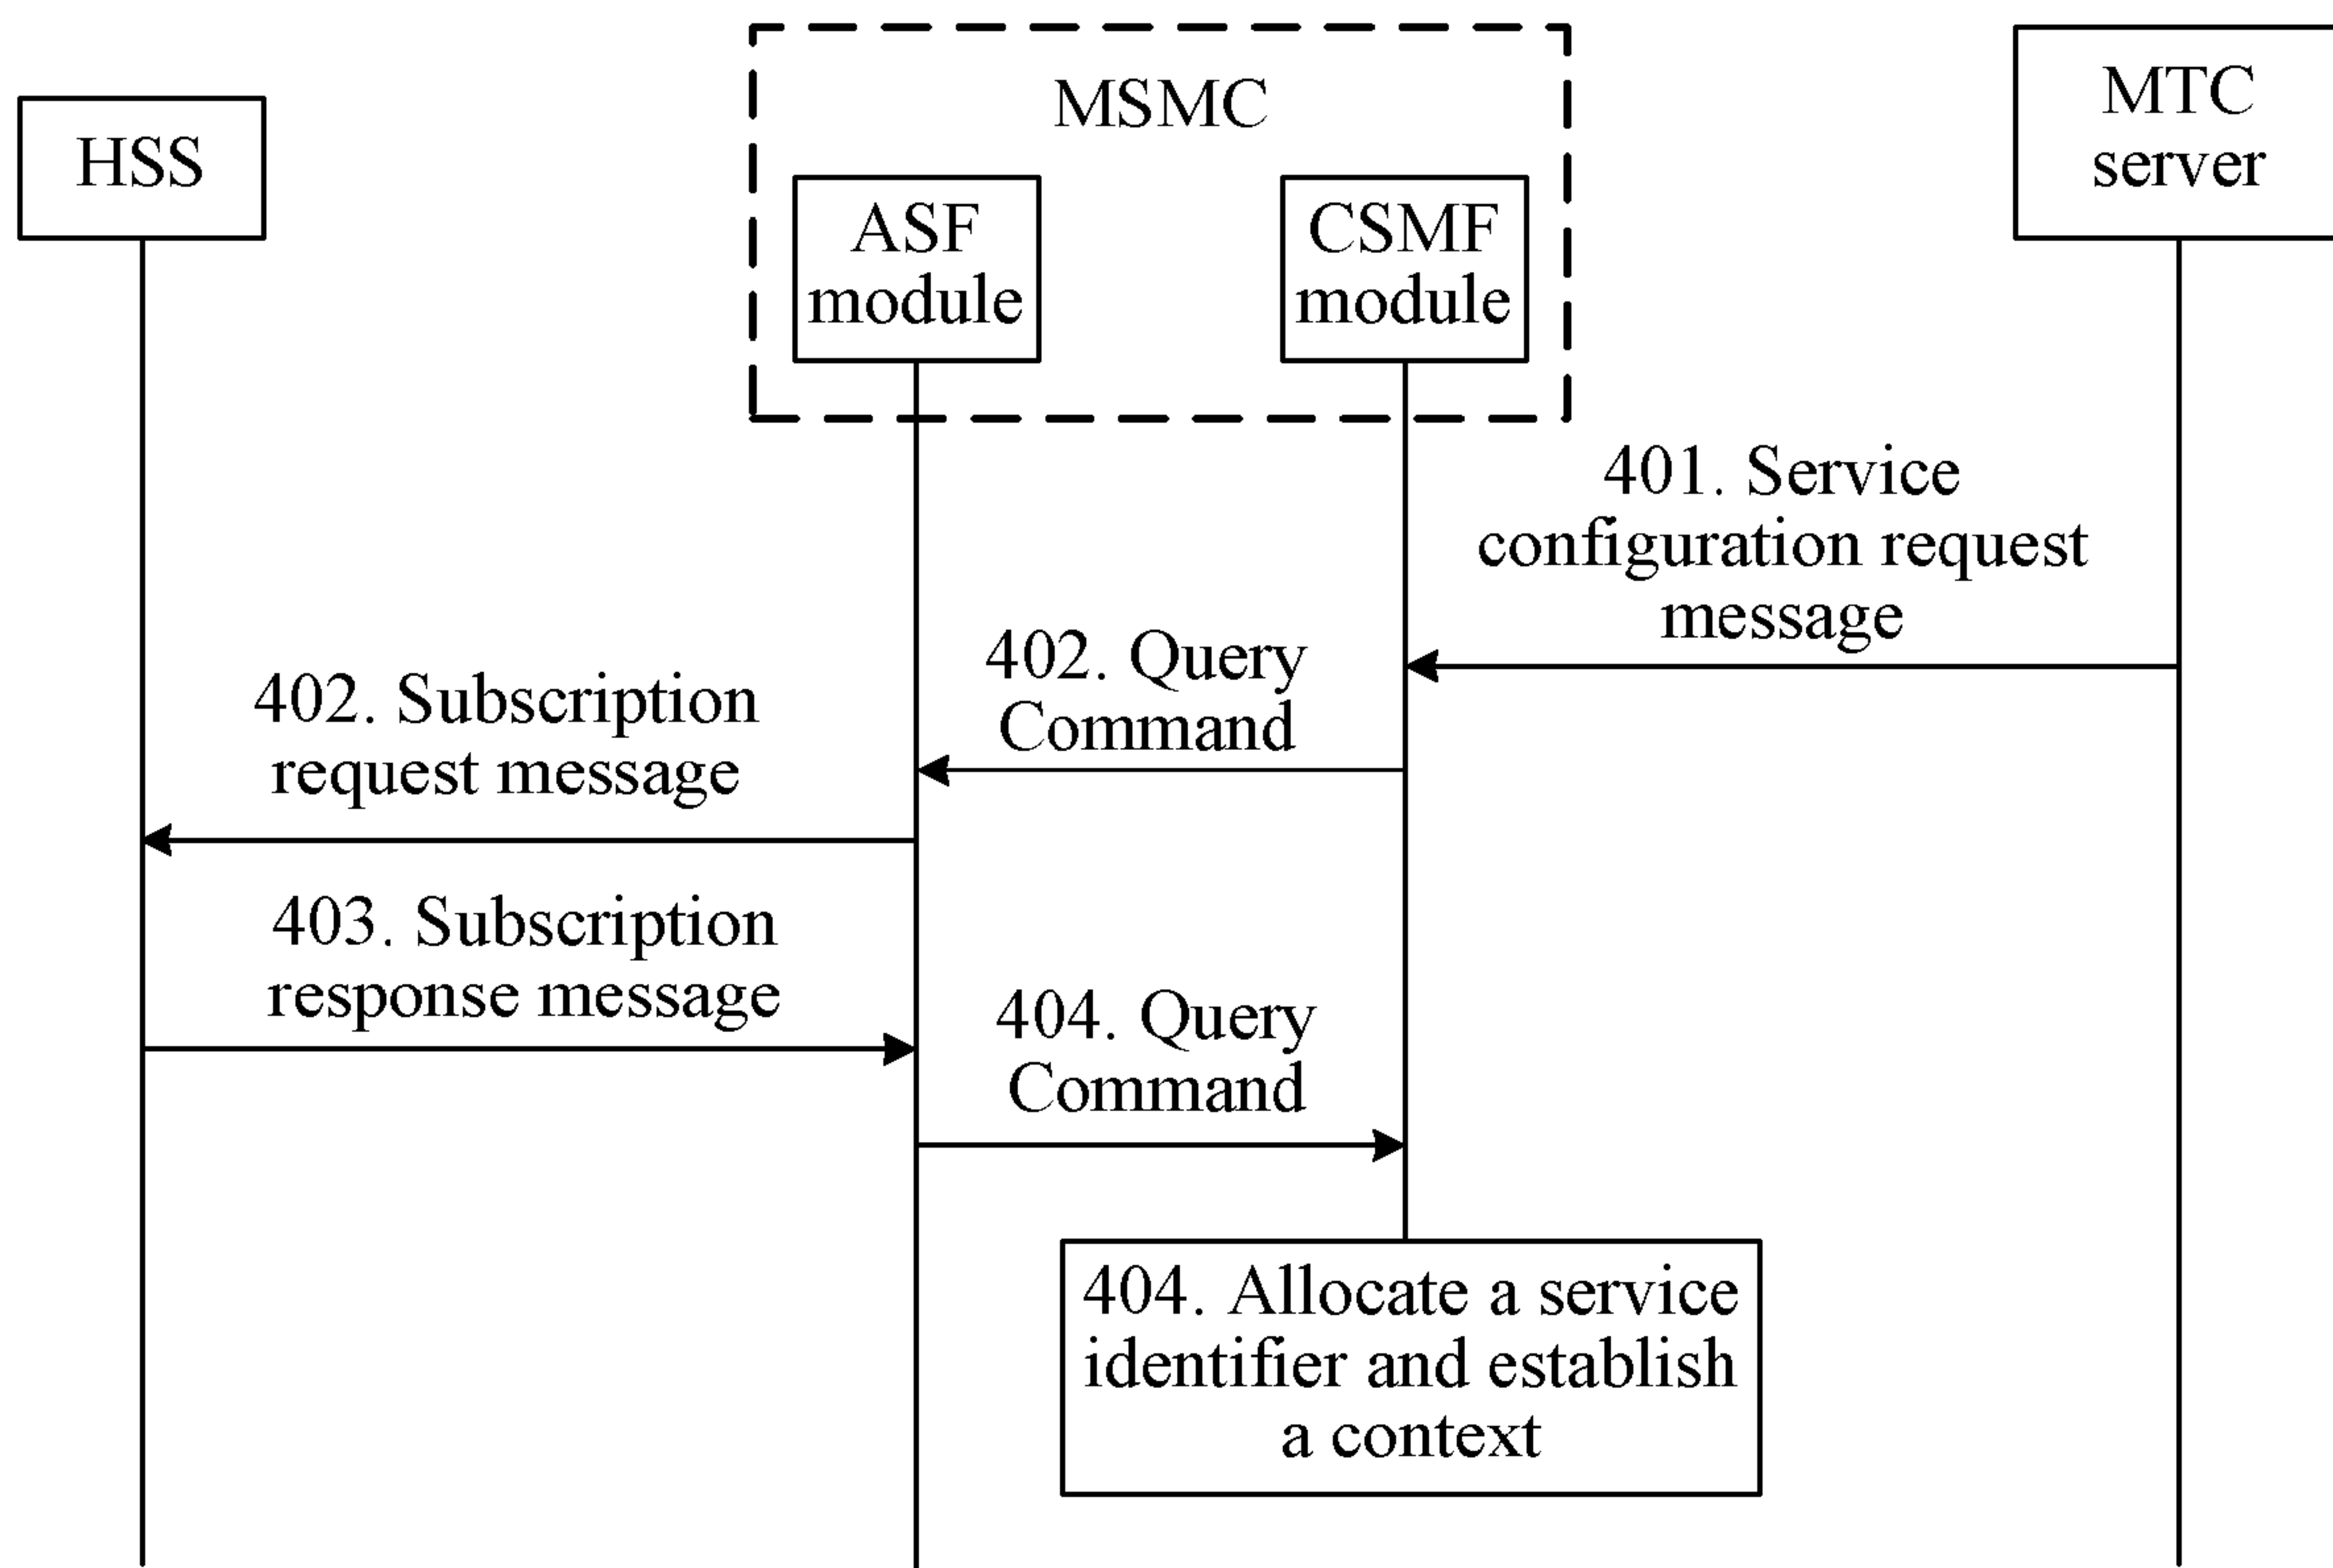 HSS
MSMC
ASF
module
CSMF
module
MTC
server
401. Service
configuration request
message
402. Query
Command
402. Subscription
request message
403. Subscription
response message
404. Query
Command
404. Allocate a service
identifier and establish
a context